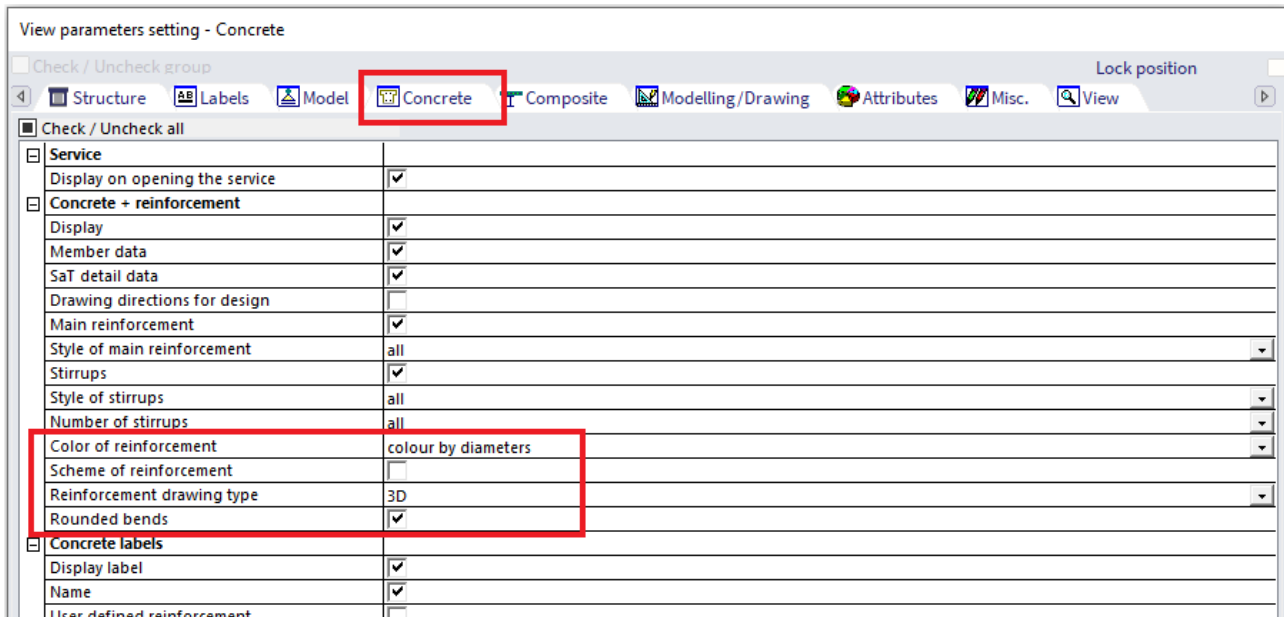 View parameters setting - Concrete
Check / Uncheck group
Lock position
Structure Labels Model Concrete Composite Modelling/Drawing Attributes Misc. View
Check / Uncheck all
Service
Display on opening the service
Concrete + reinforcement
Display
Member data
SaT detail data
Drawing directions for design
Main reinforcement
Style of main reinforcement all
Stirrups
Style of stirrups all
Number of stirrups all
Color of reinforcement colour by diameters
Scheme of reinforcement
Reinforcement drawing type 3D
Rounded bends
Concrete labels
Display label
Name
User defined reinforcement